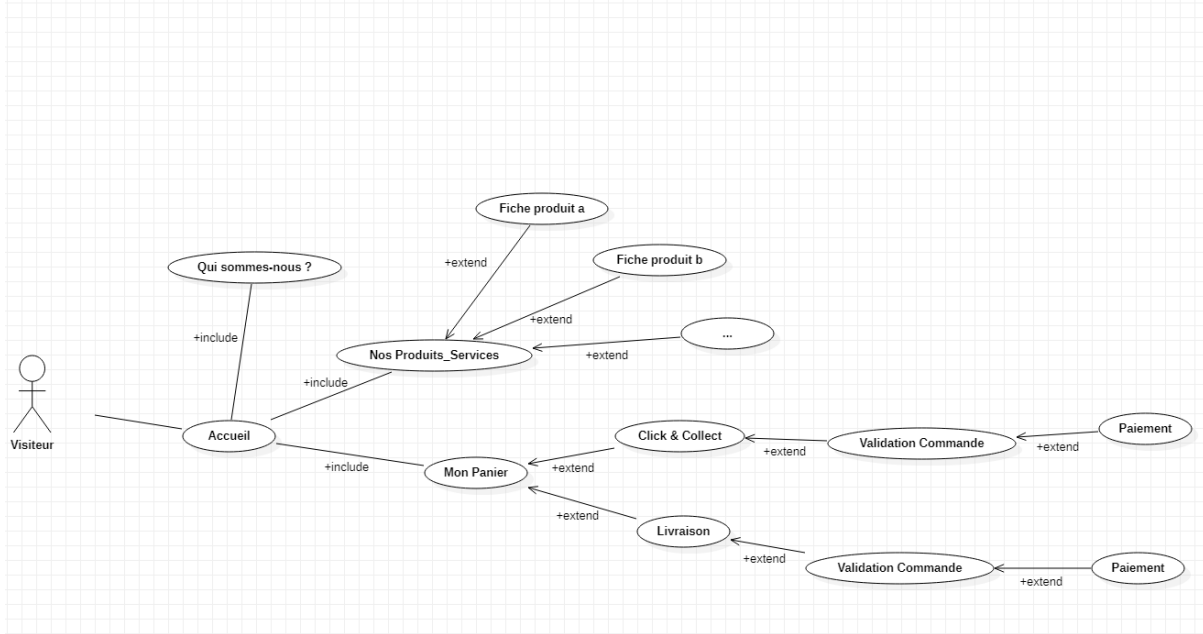 Fiche produit a
Fiche produit b
+extend
Qui sommes-nous ?
+extend
...
+include
Nos Produits_Services
+extend
+include
Visiteur
Accueil
Click & Collect
Validation Commande
Paiement
+extend
+extend
+include
Mon Panier
+extend
+extend
Livraison
+extend
Validation Commande
Paiement
+extend